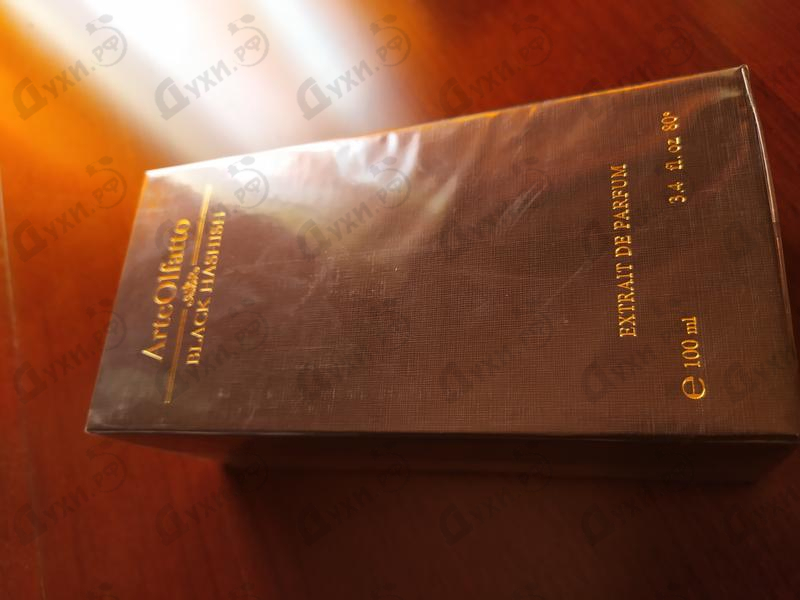 ArteOlfatto
BLACK HASHISH
EXTRAIT DE PARFUM
℮ 100 ml 3.4 fl. oz 80°
Духи.рф